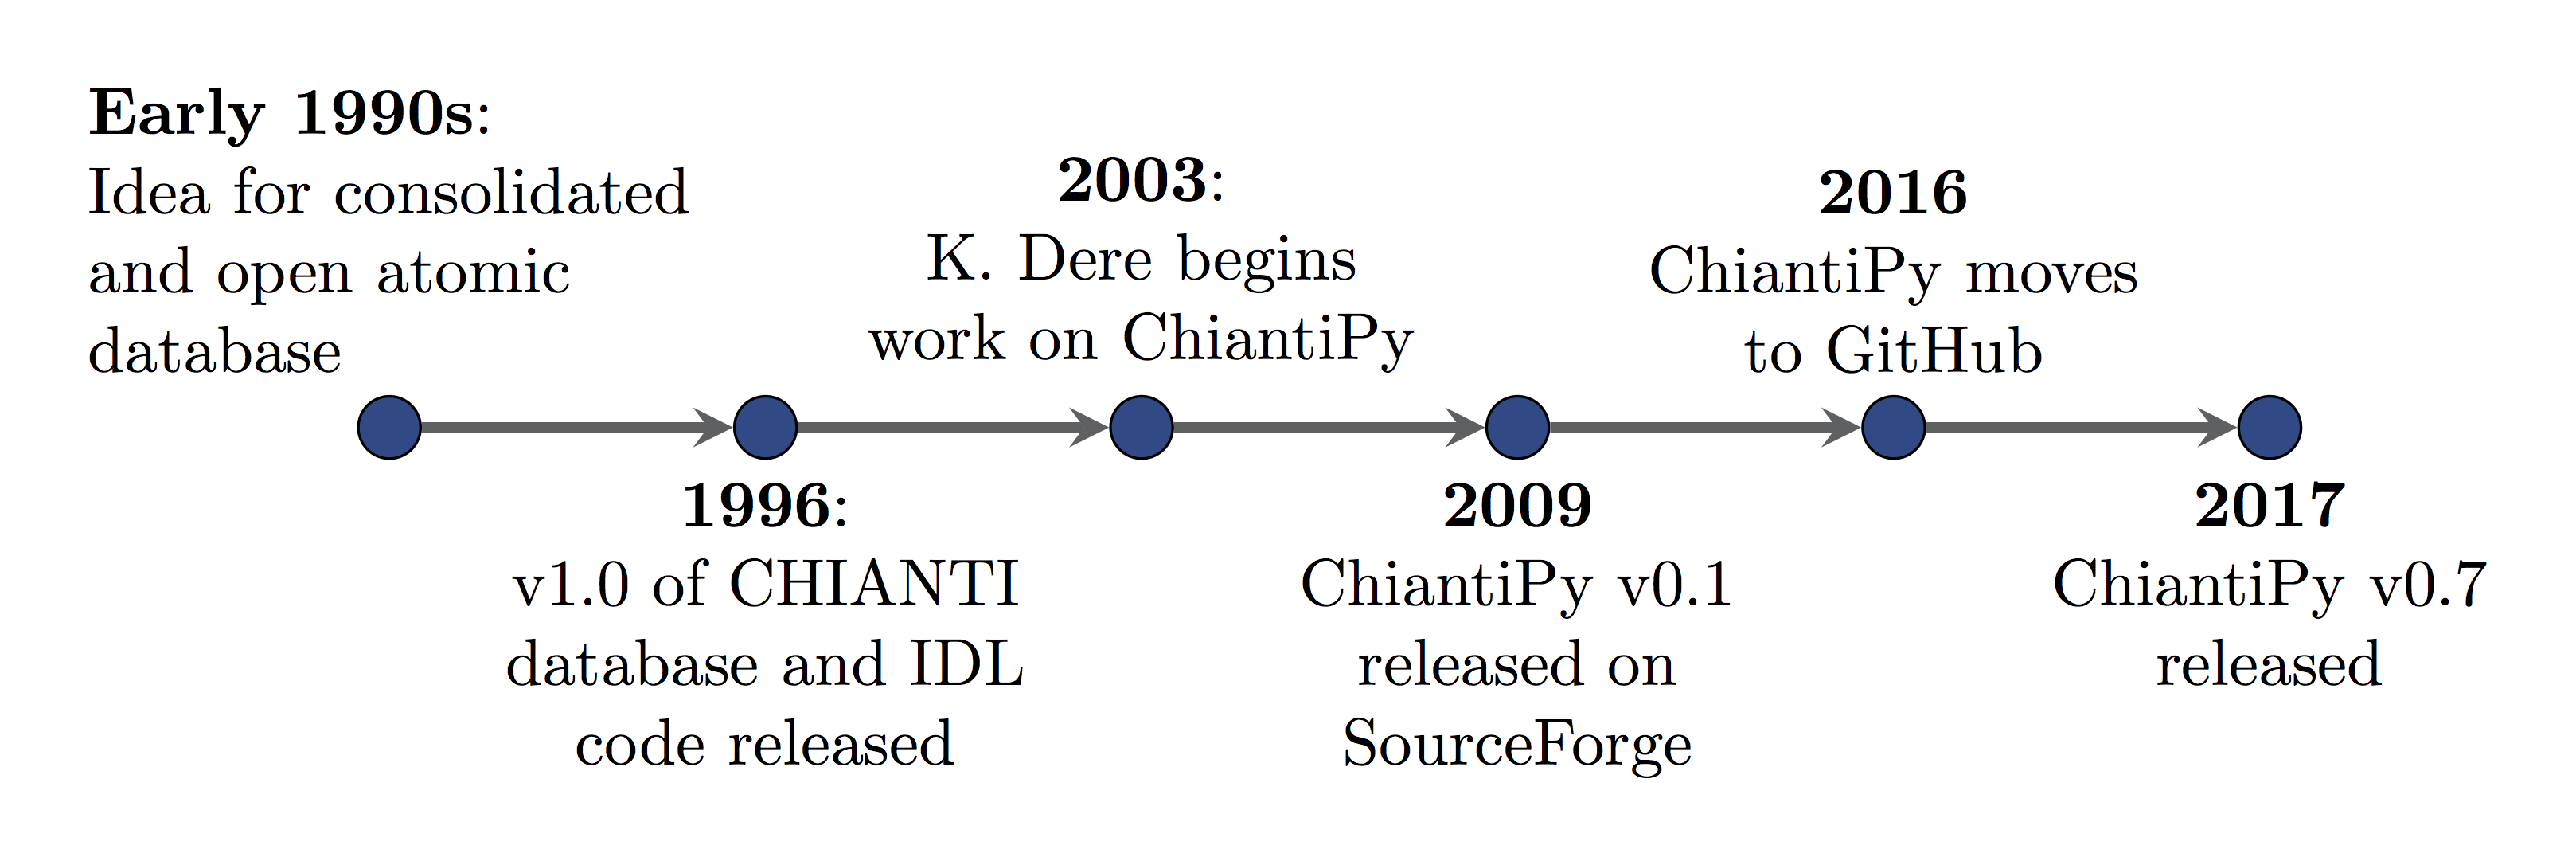 Early 1990s:
Idea for consolidated
and open atomic
database
1996:
v1.0 of CHIANTI
database and IDL
code released
2003:
K. Dere begins
work on ChiantiPy
2009
ChiantiPy v0.1
released on
SourceForge
2016
ChiantiPy moves
to GitHub
2017
ChiantiPy v0.7
released